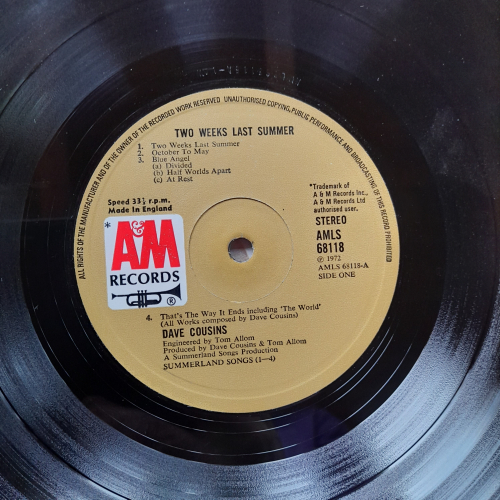 ALL RIGHTS OF THE MANUFACTURER AND OF THE OWNER OF THE RECORDED WORK RESERVED UNAUTHORISED COPYING, PUBLIC PERFORMANCE AND BROADCASTING OF THIS RECORD PROHIBITED
TWO WEEKS LAST SUMMER
1. Two Weeks Last Summer
2. October To May
3. Blue Angel
(a) Divided
(b) Half Worlds Apart
(c) At Rest
Speed 33⅓ r.p.m.
Made in England
*Trademark of
A & M Records Inc.,
A & M Records Ltd
authorised user.
STEREO
AMLS
68118
℗ 1972
AMLS 68118-A
SIDE ONE
* A&M
RECORDS
®
4. That's The Way It Ends including 'The World'
(All Works composed by Dave Cousins)
DAVE COUSINS
Engineered by Tom Allom
Produced by Dave Cousins & Tom Allom
A Summerland Songs Production
SUMMERLAND SONGS (1—4)